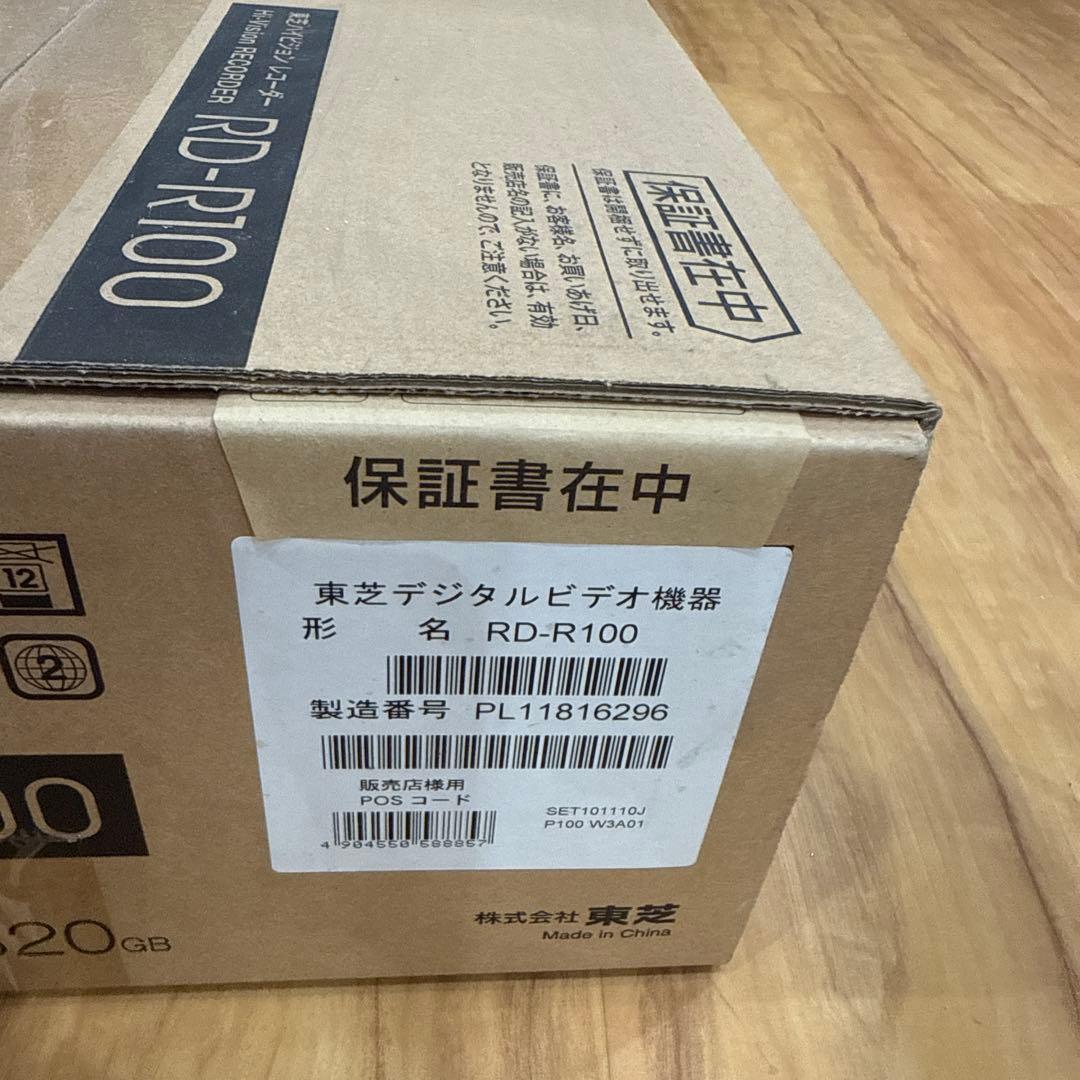 東芝ハイビジョンレコーダー
Hi-Vision RECORDER RD-R100
保証書在中
保証書は開梱せずに取り出せます。
保証書に、お客様名、お買いあげ日、
販売店名の記入がない場合は、有効
となりませんので、ご注意ください。
保証書在中
12
2
東芝デジタルビデオ機器
形 名 RD-R100
製造番号 PL11816296
販売店様用
POS コード
SET101110J
P100 W3A01
4 904550 588857
00
320GB
株式会社 東芝
Made in China